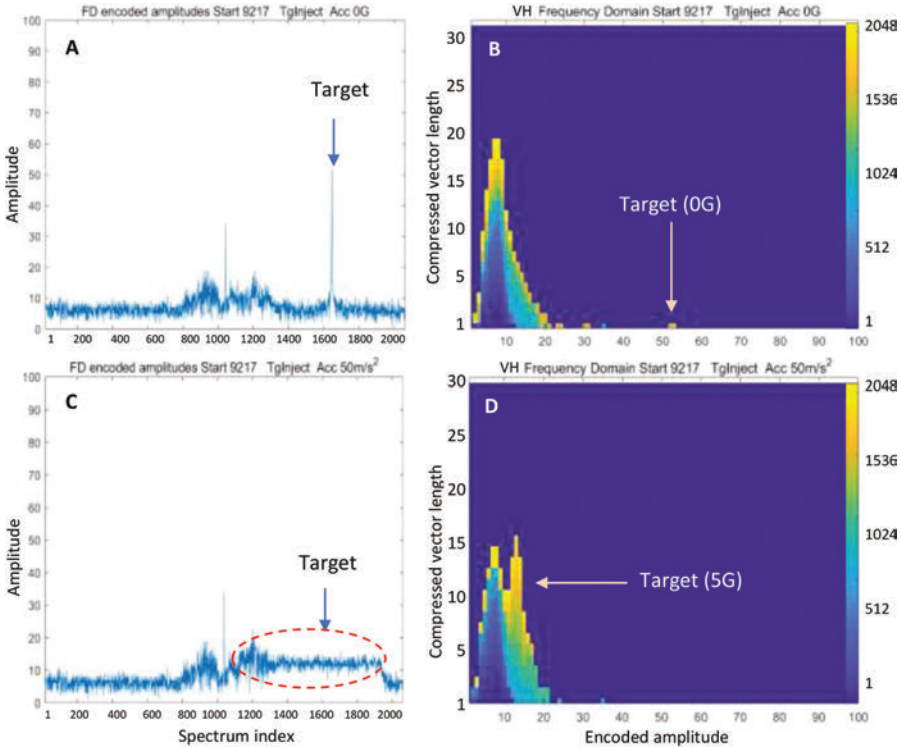 FD encoded amplitudes Start 9217 TgInject Acc 0G
A
Target
Amplitude
100
90
80
70
60
50
40
30
20
10
0
1 200 400 600 800 1000 1200 1400 1600 1800 2000
VH Frequency Domain Start 9217 TgInject Acc 0G
B
Target (0G)
Compressed vector length
30
25
20
15
10
5
1
10 20 30 40 50 60 70 80 90 100
2048
1536
1024
512
1
FD encoded amplitudes Start 9217 TgInject Acc 50m/s²
C
Target
Amplitude
100
90
80
70
60
50
40
30
20
10
0
1 200 400 600 800 1000 1200 1400 1600 1800 2000
Spectrum index
VH Frequency Domain Start 9217 TgInject Acc 50m/s²
D
Target (5G)
Compressed vector length
30
25
20
15
10
5
1
10 20 30 40 50 60 70 80 90 100
Encoded amplitude
2048
1536
1024
512
1